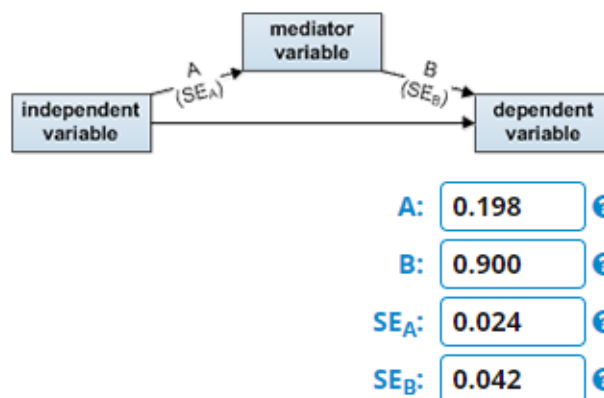 mediator
variable
A
(SEA)
B
(SEB)
independent
variable
dependent
variable
A: 0.198 ?
B: 0.900 ?
SEA: 0.024 ?
SEB: 0.042 ?